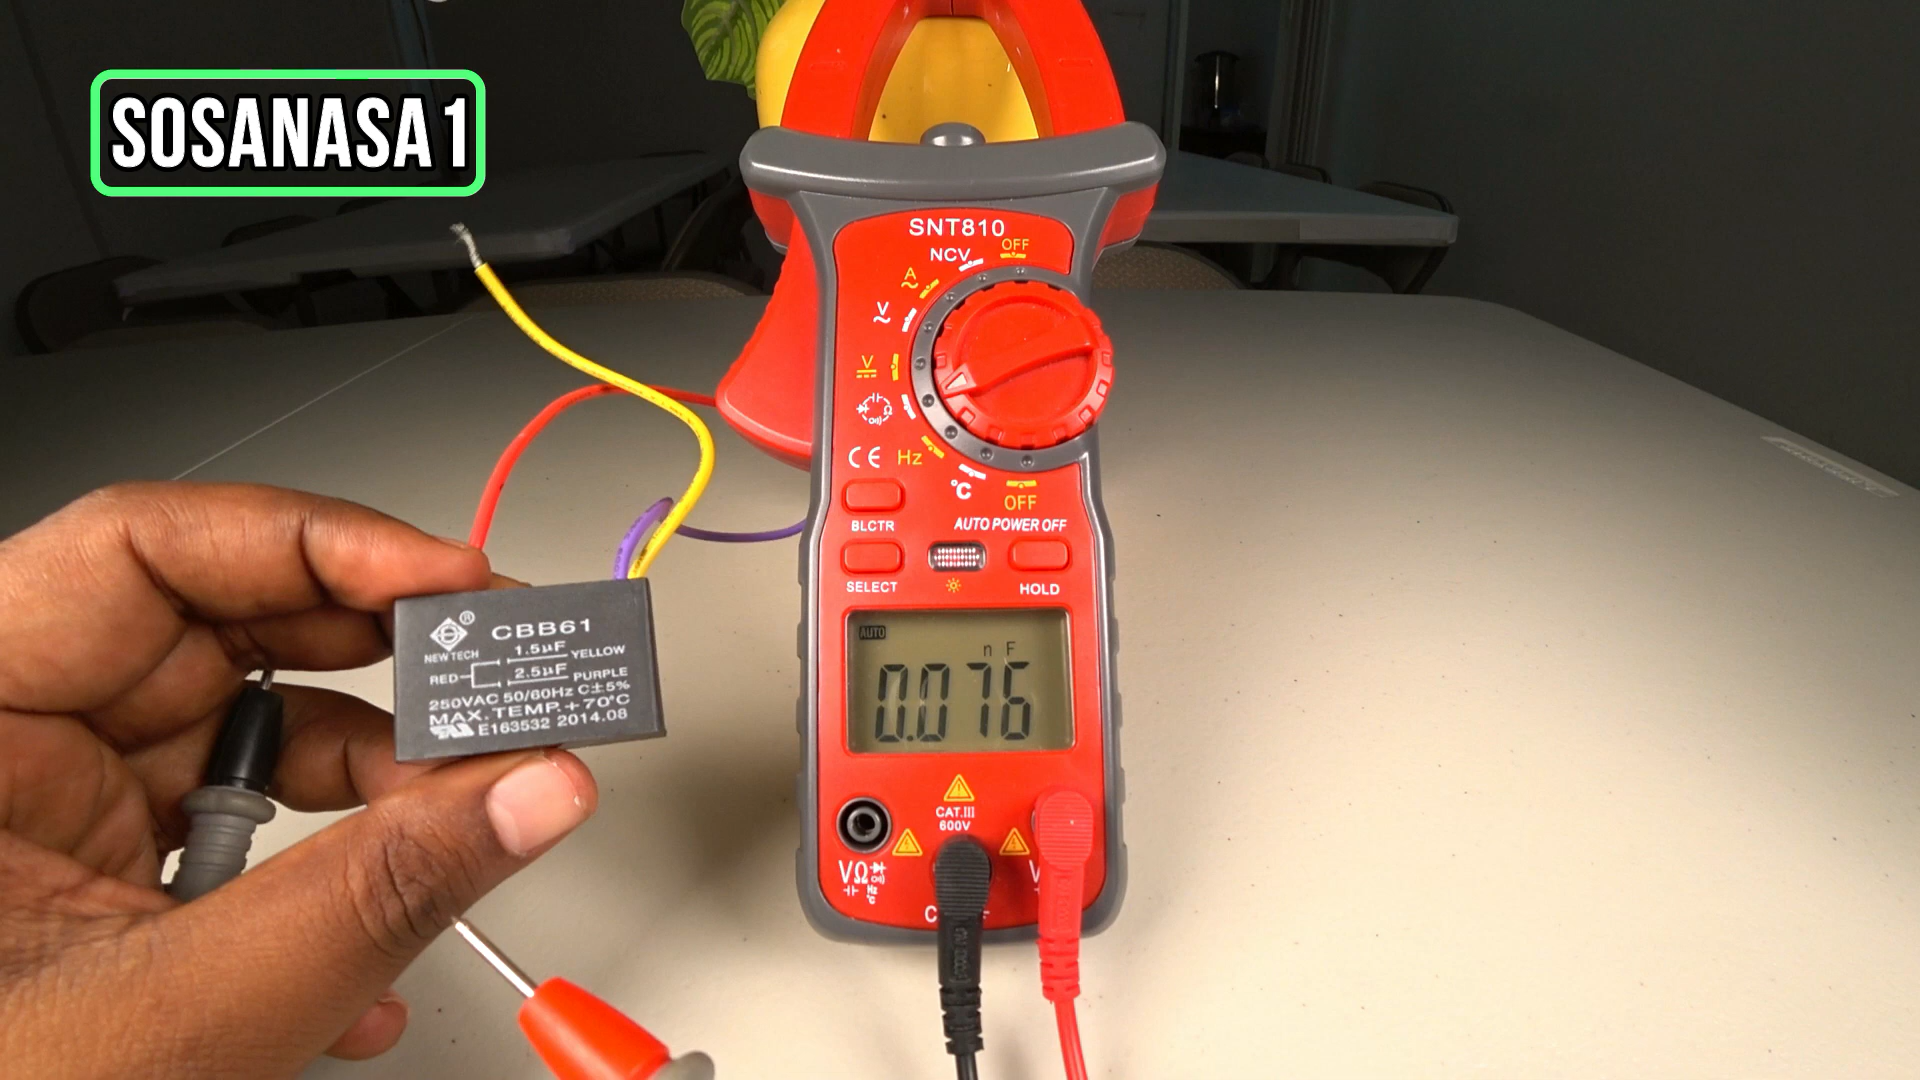 SOSANASA 1
SNT810
NCV
OFF
A
V
V
Hz
°C
OFF
CE
BLCTR
AUTO POWER OFF
SELECT
HOLD
AUTO
n F
0.076
CAT.III
600V
VΩ
Hz
°C
® CBB61
NEW TECH
1.5µF YELLOW
RED
2.5µF PURPLE
250VAC 50/60Hz C±5%
MAX. TEMP.+70°C
E163532 2014.08